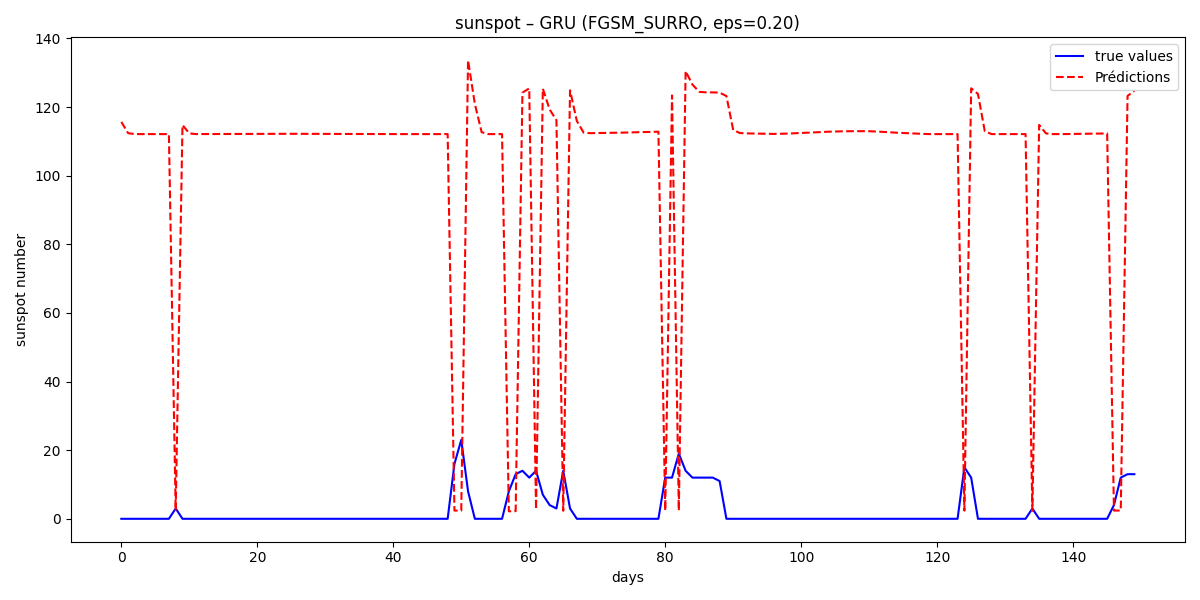 sunspot – GRU (FGSM_SURRO, eps=0.20)
true values
Prédictions
sunspot number
140
120
100
80
60
40
20
0
0 20 40 60 80 100 120 140
days